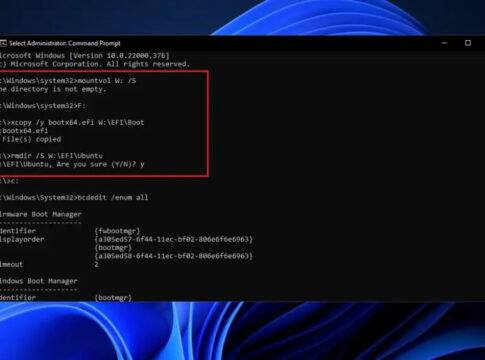 Select Administrator: Command Prompt
icrosoft Windows [Version 10.0.22000.376]
c) Microsoft Corporation. All rights reserved.
:\Windows\system32>mountvol W: /S
he directory is not empty.
:\Windows\system32>F:
:\>xcopy /y bootx64.efi W:\EFI\Boot
bootx64.efi
File(s) copied
:\>rmdir /S W:\EFI\Ubuntu
:\EFI\Ubuntu, Are you sure (Y/N)? y
:\>c:
:\Windows\System32>bcdedit /enum all
irmware Boot Manager
--------------------
dentifier {fwbootmgr}
isplayorder {a305ed57-6f44-11ec-bf02-806e6f6e6963}
{bootmgr}
{a305ed58-6f44-11ec-bf02-806e6f6e6963}
imeout 2
indows Boot Manager
--------------------
dentifier {bootmgr}